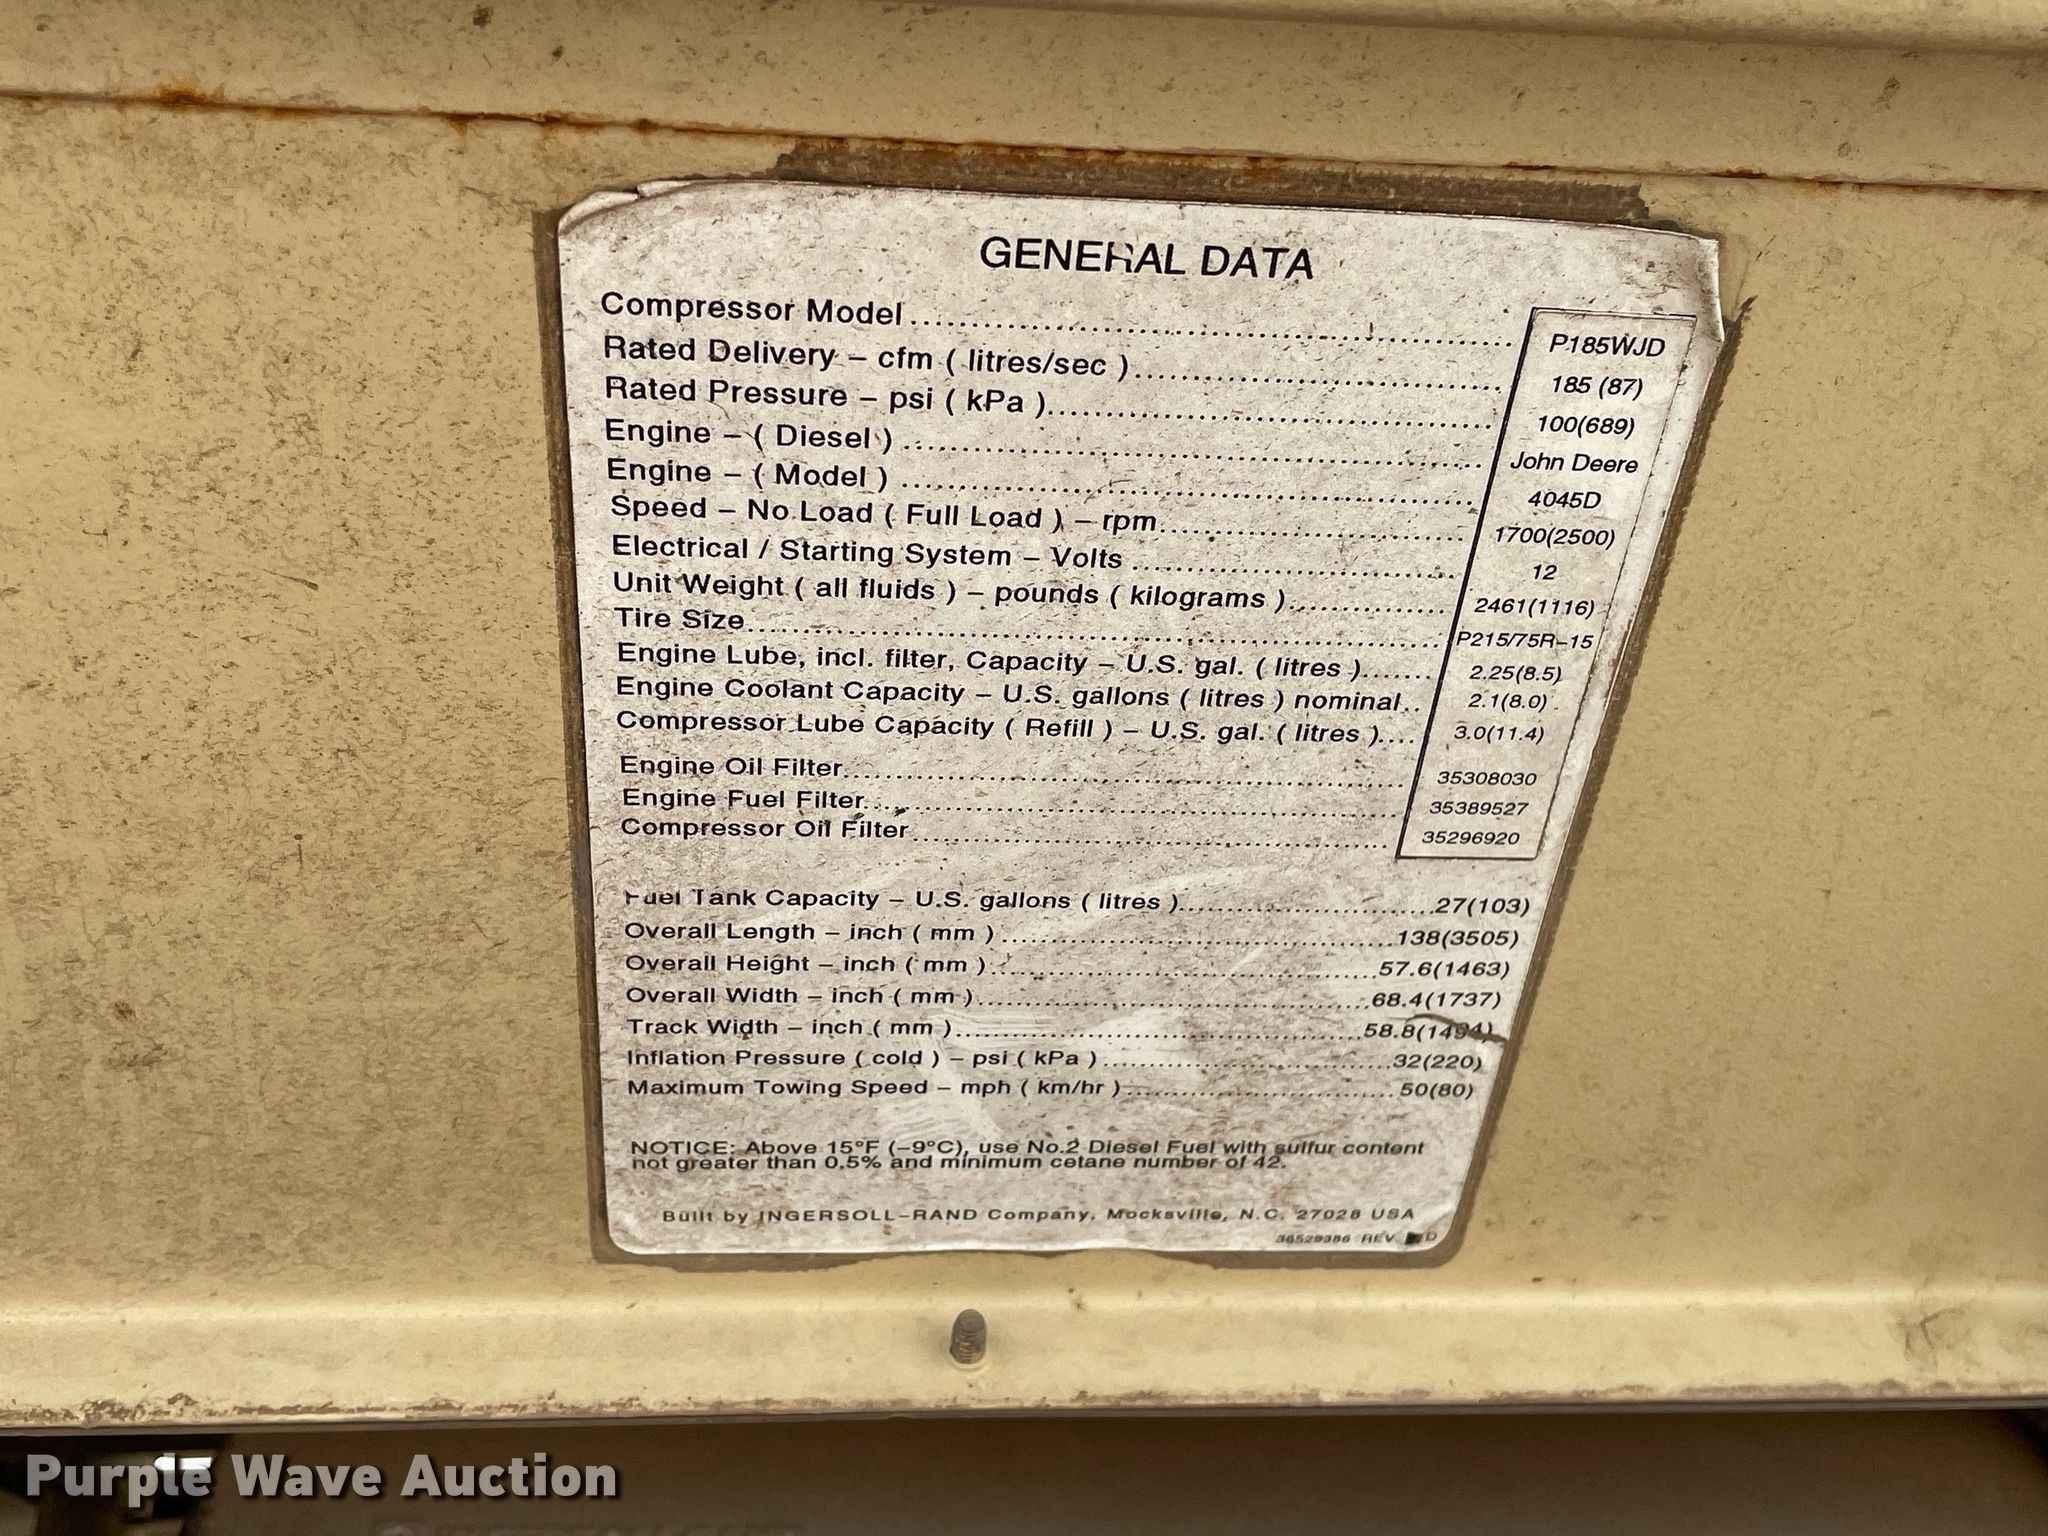 GENERAL DATA
Compressor Model P185WJD
Rated Delivery – cfm ( litres/sec ) 185 (87)
Rated Pressure – psi ( kPa ) 100(689)
Engine – ( Diesel ) John Deere
Engine – ( Model ) 4045D
Speed – No Load ( Full Load ) – rpm 1700(2500)
Electrical / Starting System – Volts 12
Unit Weight ( all fluids ) – pounds ( kilograms ) 2461(1116)
Tire Size P215/75R–15
Engine Lube, incl. filter, Capacity – U.S. gal. ( litres ) 2.25(8.5)
Engine Coolant Capacity – U.S. gallons ( litres ) nominal 2.1(8.0)
Compressor Lube Capacity ( Refill ) – U.S. gal. ( litres ) 3.0(11.4)
Engine Oil Filter 35308030
Engine Fuel Filter 35389527
Compressor Oil Filter 35296920
Fuel Tank Capacity – U.S. gallons ( litres ) 27(103)
Overall Length – inch ( mm ) 138(3505)
Overall Height – inch ( mm ) 57.6(1463)
Overall Width – inch ( mm ) 68.4(1737)
Track Width – inch ( mm ) 58.8(1494)
Inflation Pressure ( cold ) – psi ( kPa ) 32(220)
Maximum Towing Speed – mph ( km/hr ) 50(80)
NOTICE: Above 15°F (–9°C), use No.2 Diesel Fuel with sulfur content
not greater than 0.5% and minimum cetane number of 42.
Built by INGERSOLL–RAND Company, Mocksville, N.C. 27028 USA
36529386 REV D
Purple Wave Auction